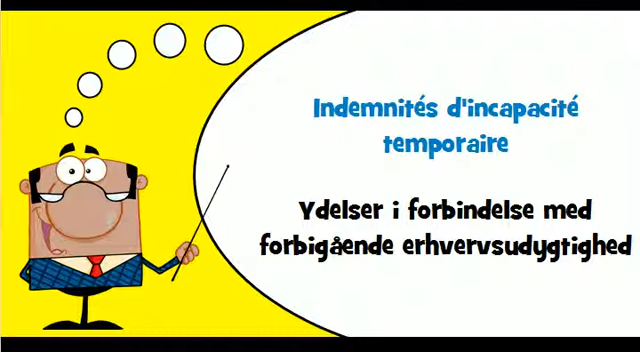 Indemnités d'incapacité
temporaire
Ydelser i forbindelse med
forbigående erhvervsudygtighed